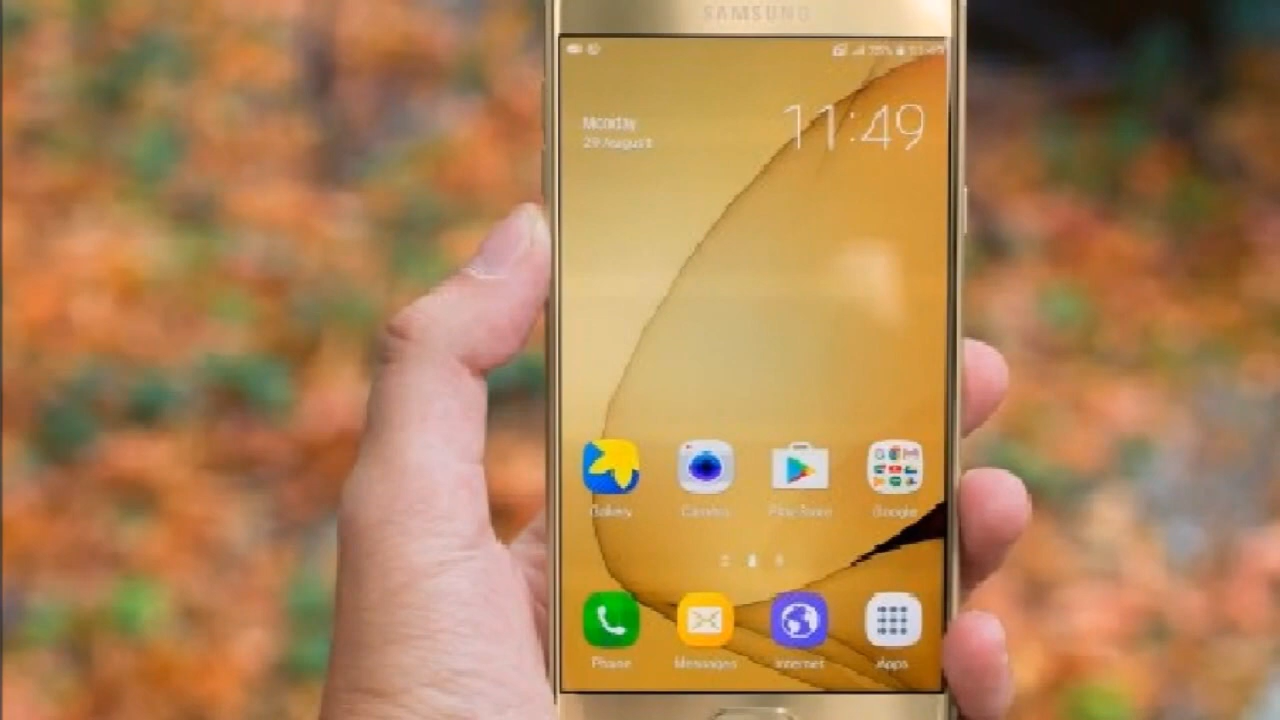 SAMSUNG
11:49
Monday
29 August
Gallery
Camera
Play Store
Google
Phone
Messages
Internet
Apps